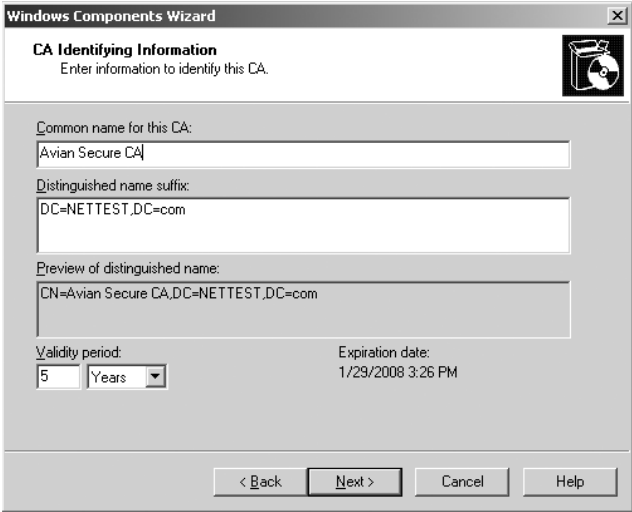 Windows Components Wizard
CA Identifying Information
Enter information to identify this CA.
Common name for this CA:
Avian Secure CA
Distinguished name suffix:
DC=NETTEST,DC=com
Preview of distinguished name:
CN=Avian Secure CA,DC=NETTEST,DC=com
Validity period:
5 Years
Expiration date:
1/29/2008 3:26 PM
< Back Next > Cancel Help